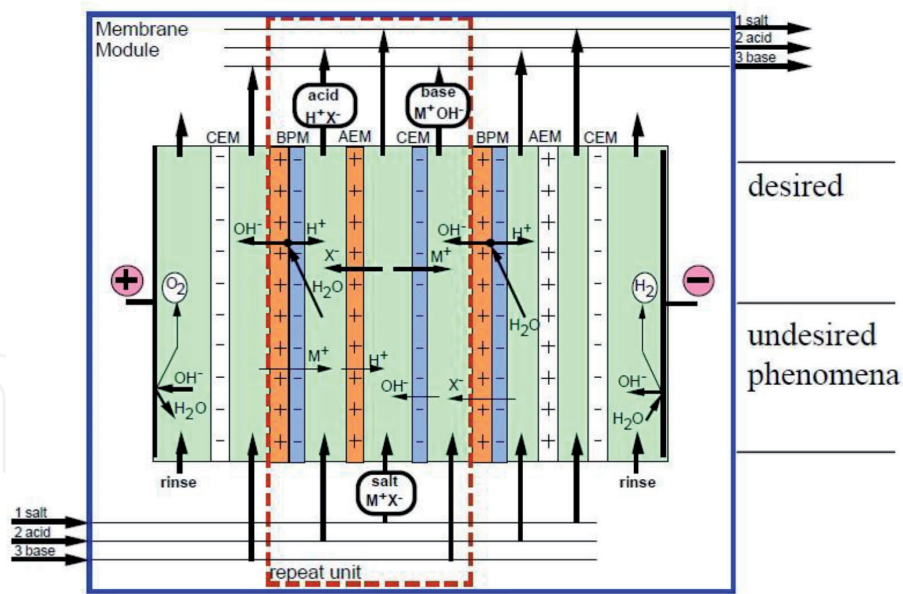 Membrane
Module
1 salt
2 acid
3 base
acid
H⁺X⁻
base
M⁺OH⁻
CEM
BPM
AEM
CEM
BPM
AEM
CEM
desired
OH⁻
H⁺
X⁻
M⁺
OH⁻
H⁺
H₂O
H₂O
+
O₂
H₂
−
undesired
phenomena
M⁺
H⁺
OH⁻
X⁻
OH⁻
H₂O
OH⁻
H₂O
rinse
salt
M⁺X⁻
rinse
1 salt
2 acid
3 base
repeat unit